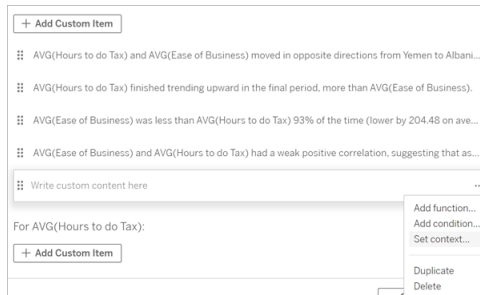 + Add Custom Item
AVG(Hours to do Tax) and AVG(Ease of Business) moved in opposite directions from Yemen to Albani...
AVG(Hours to do Tax) finished trending upward in the final period, more than AVG(Ease of Business).
AVG(Ease of Business) was less than AVG(Hours to do Tax) 93% of the time (lower by 204.48 on ave...
AVG(Ease of Business) and AVG(Hours to do Tax) had a weak positive correlation, suggesting that as...
Write custom content here
Add function...
Add condition...
Set context...
Duplicate
Delete
For AVG(Hours to do Tax):
+ Add Custom Item